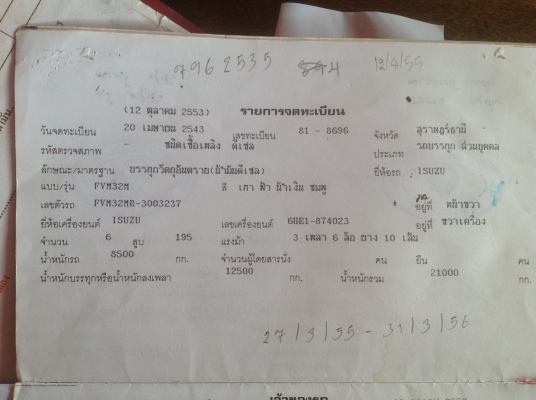 7962535 12/4/55
(12 ตุลาคม 2553) รายการจดทะเบียน
วันจดทะเบียน 20 เมษายน 2543 เลขทะเบียน 81 - 8696 จังหวัด สุราษฎร์ธานี
รหัสตรวจสภาพ - ชนิดเชื้อเพลิง ดีเซล ประเภท รถบรรทุก ส่วนบุคคล
ลักษณะ/มาตรฐาน บรรทุกวัตถุอันตราย(น้ำมันดีเซล) ยี่ห้อรถ ISUZU
แบบ/รุ่น FVM32M สี เทา ฟ้า น้ำเงิน ชมพู
เลขตัวรถ FVM32MR-3003237 อยู่ที่ หน้าขวา
ยี่ห้อเครื่องยนต์ ISUZU เลขเครื่องยนต์ 6HE1-874023 อยู่ที่ ขวาเครื่อง
จำนวน 6 สูบ 195 แรงม้า 3 เพลา 6 ล้อ ยาง 10 เส้น
น้ำหนักรถ 8500 กก. จำนวนผู้โดยสารนั่ง คน ยืน คน
น้ำหนักบรรทุกหรือน้ำหนักลงเพลา 12500 กก. น้ำหนักรวม 21000 กก.
27/3/55 - 31/3/56
เจ้าของรถ